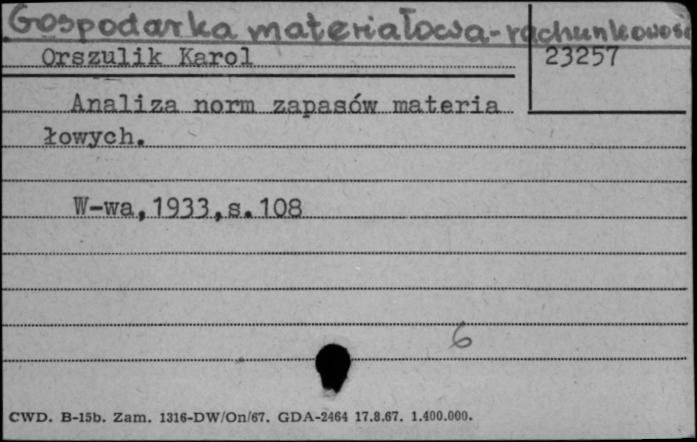 Gospodarka materiałowa-rachunkowość
Orszulik Karol 23257
Analiza norm zapasów materia
łowych.
W-wa,1933,s.108
6
CWD. B-15b. Zam. 1316-DW/On/67. GDA-2464 17.8.67. 1.400.000.